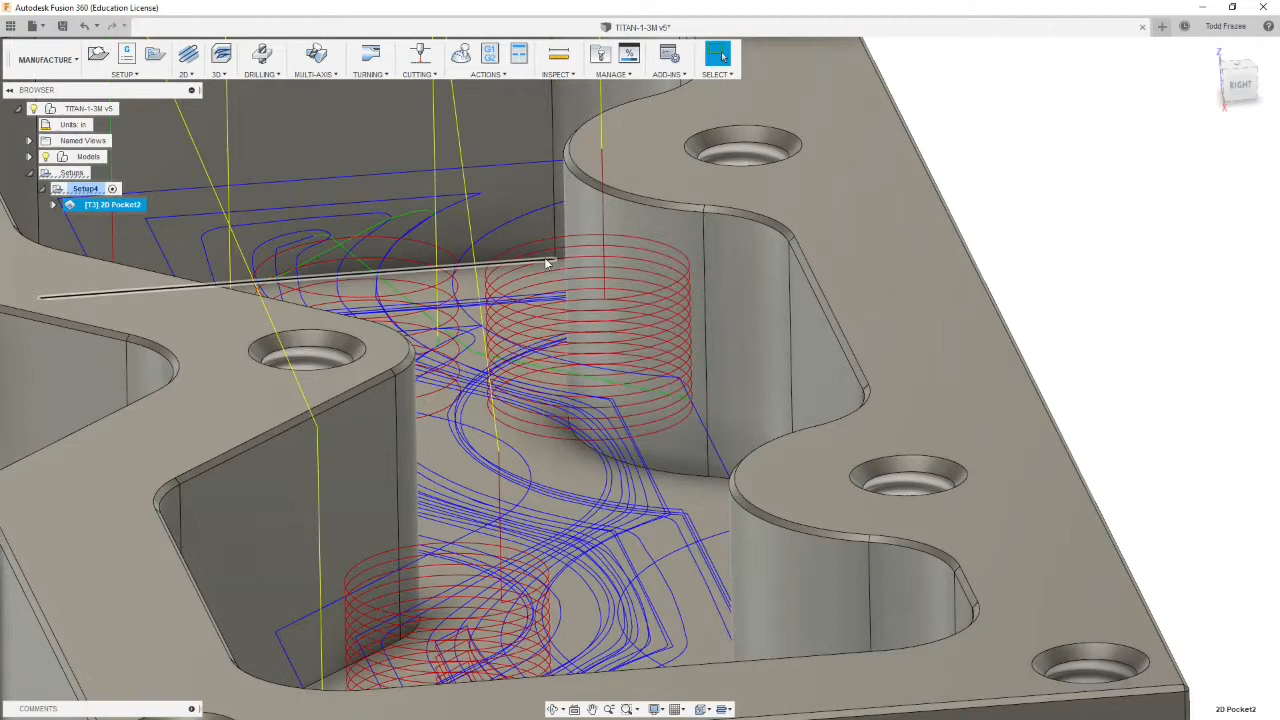 Autodesk Fusion 360 (Education License)
TITAN-1-3M v5*
Todd Frazee
MANUFACTURE
SETUP
2D
3D
DRILLING
MULTI-AXIS
TURNING
CUTTING
ACTIONS
INSPECT
MANAGE
ADD-INS
SELECT
G
G1
G2
%
Z
RIGHT
X
BROWSER
TITAN-1-3M v5
Units: in
Named Views
Models
Setups
Setup4
[T3] 2D Pocket2
COMMENTS
2D Pocket2